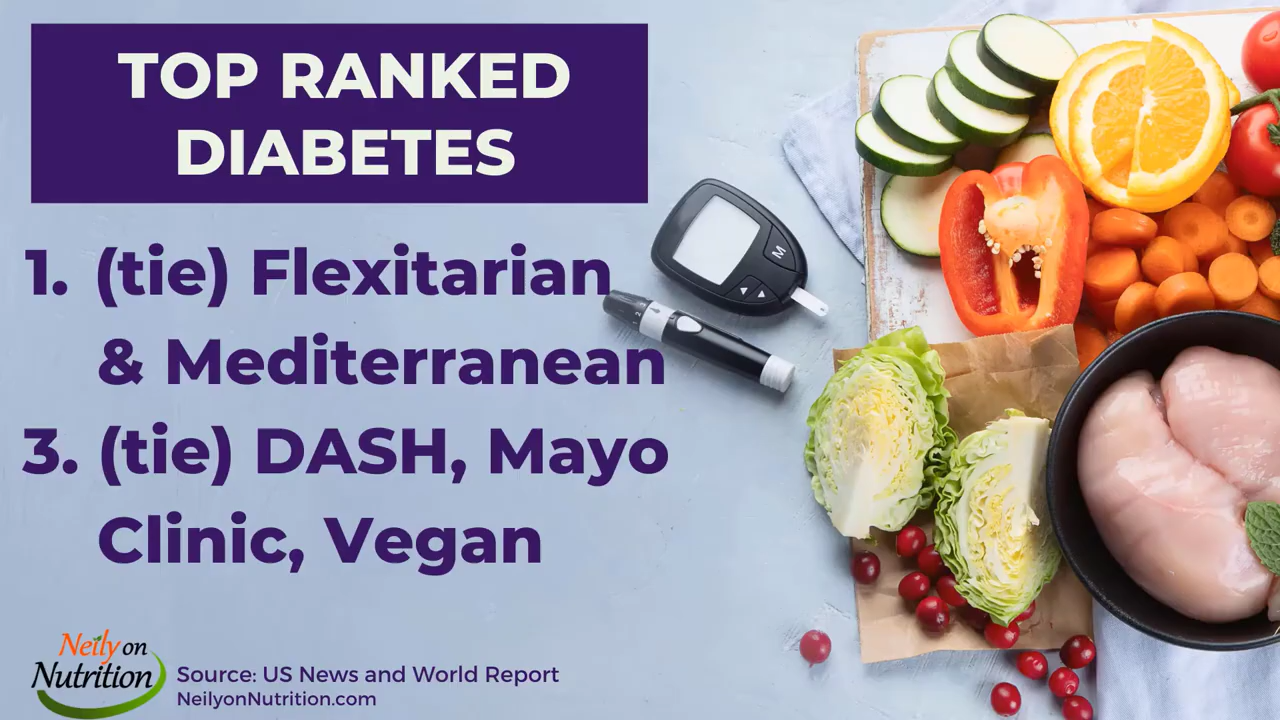 TOP RANKED
DIABETES
1. (tie) Flexitarian
& Mediterranean
3. (tie) DASH, Mayo
Clinic, Vegan
M
Neily on
Nutrition
Source: US News and World Report
NeilyonNutrition.com